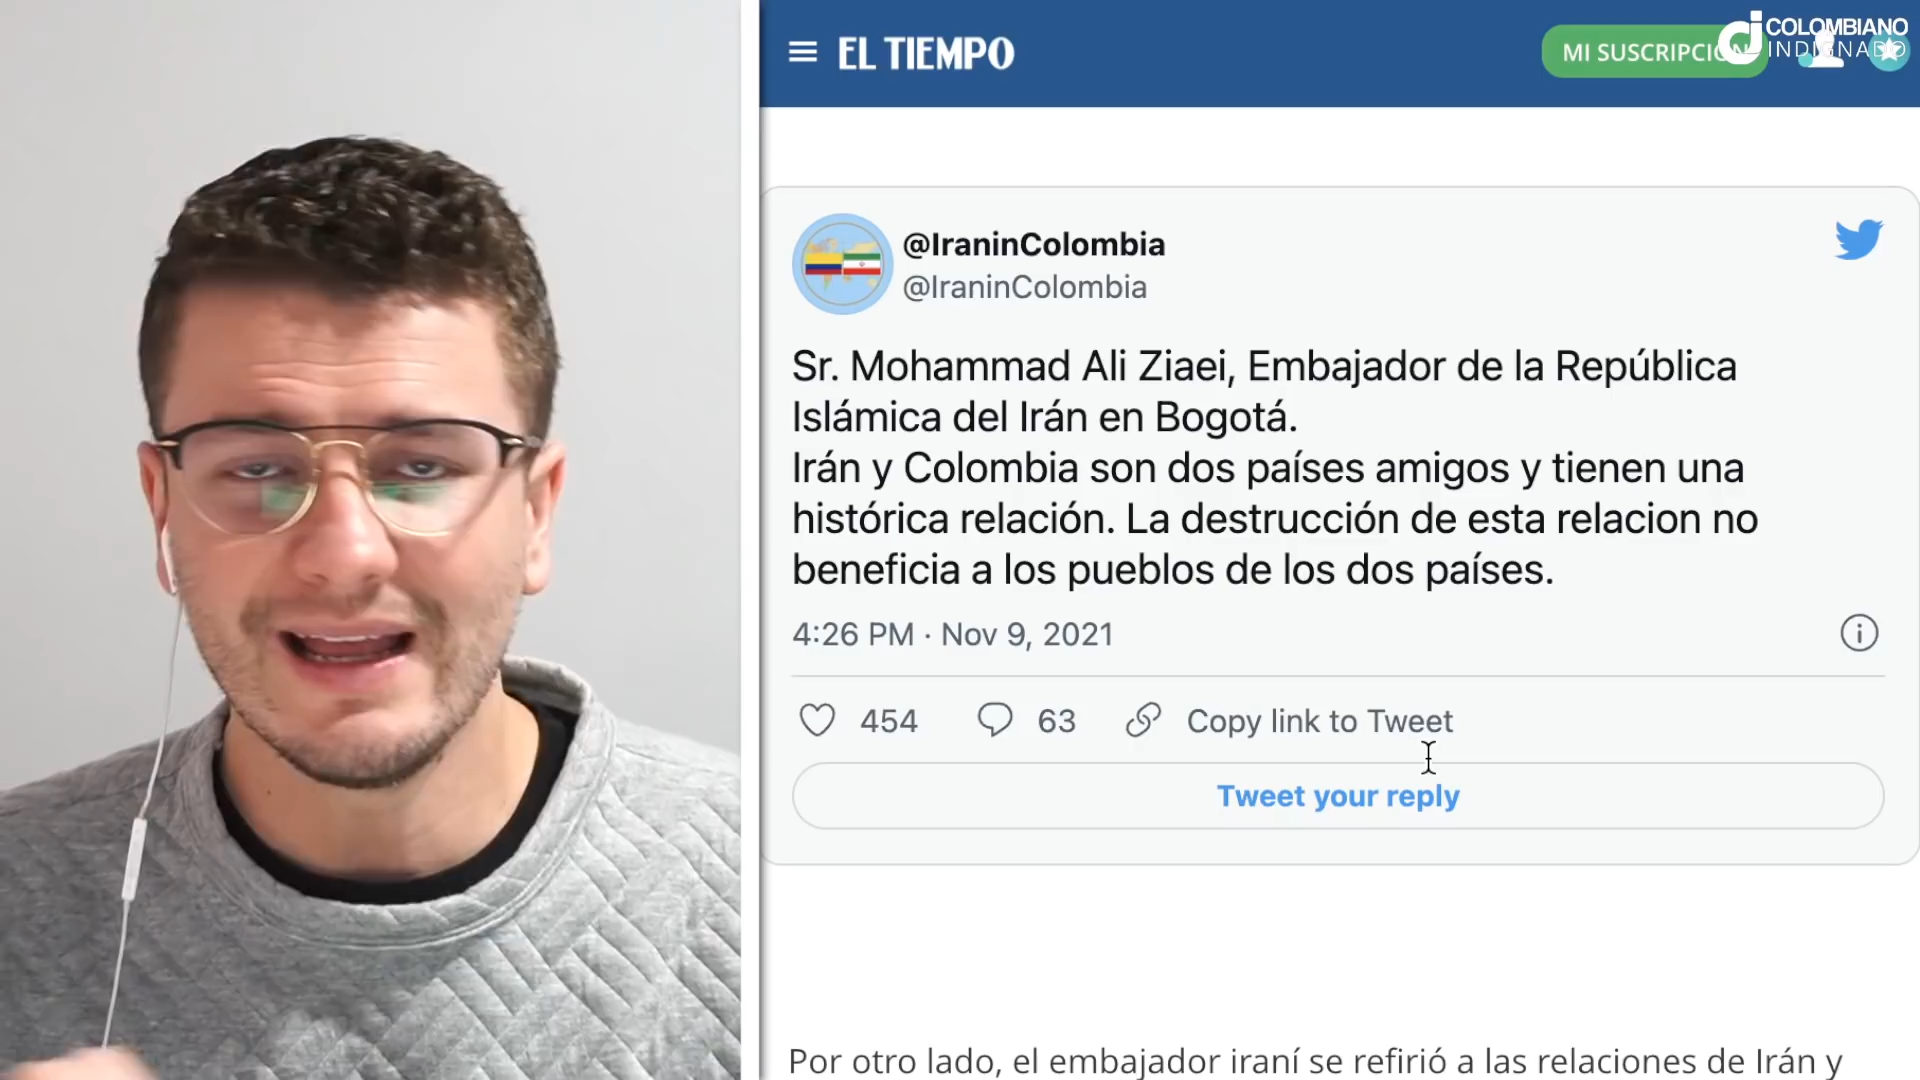 EL TIEMPO
MI SUSCRIPCIÓN
COLOMBIANO
INDIGNADO
@IraninColombia
@IraninColombia
Sr. Mohammad Ali Ziaei, Embajador de la República
Islámica del Irán en Bogotá.
Irán y Colombia son dos países amigos y tienen una
histórica relación. La destrucción de esta relacion no
beneficia a los pueblos de los dos países.
4:26 PM · Nov 9, 2021
454
63
Copy link to Tweet
Tweet your reply
Por otro lado, el embajador iraní se refirió a las relaciones de Irán y